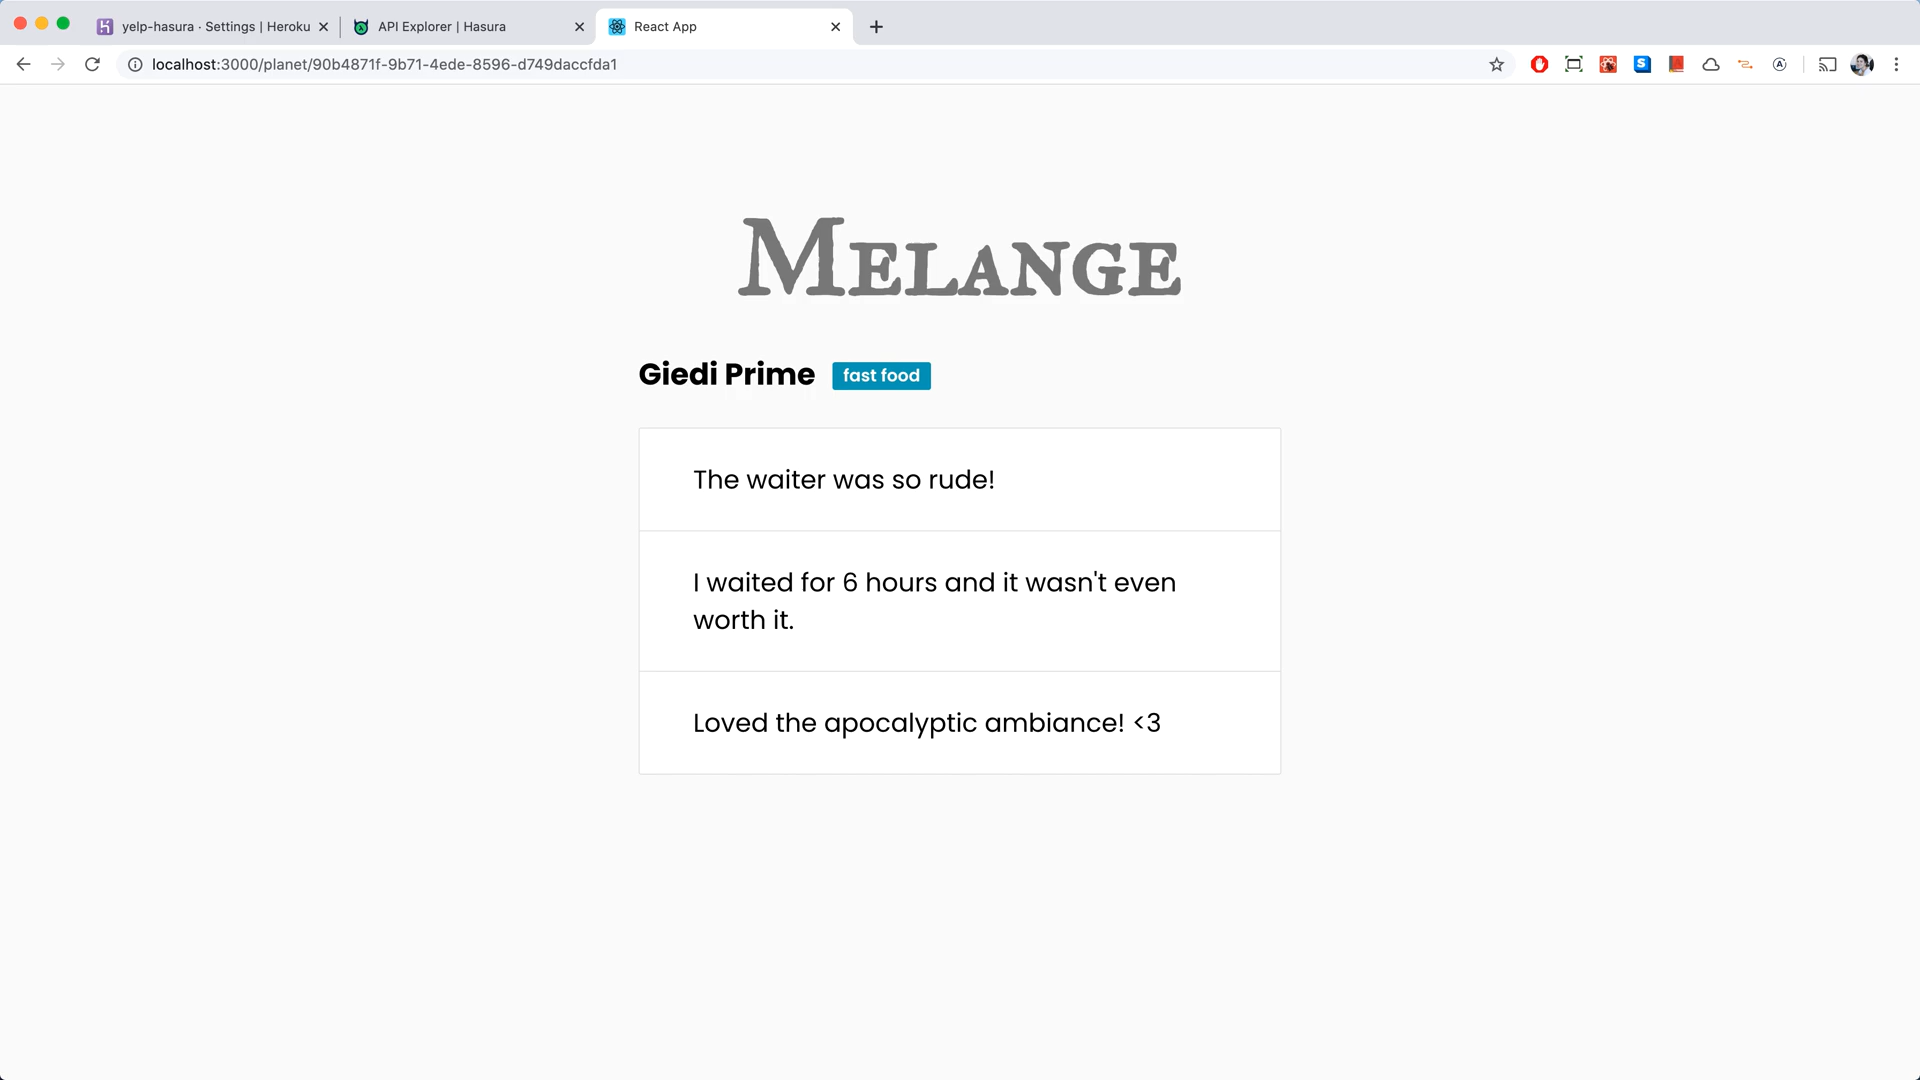 yelp-hasura · Settings | Heroku
API Explorer | Hasura
React App
localhost:3000/planet/90b4871f-9b71-4ede-8596-d749daccfda1
Melange
Giedi Prime
fast food
The waiter was so rude!
I waited for 6 hours and it wasn't even
worth it.
Loved the apocalyptic ambiance! <3